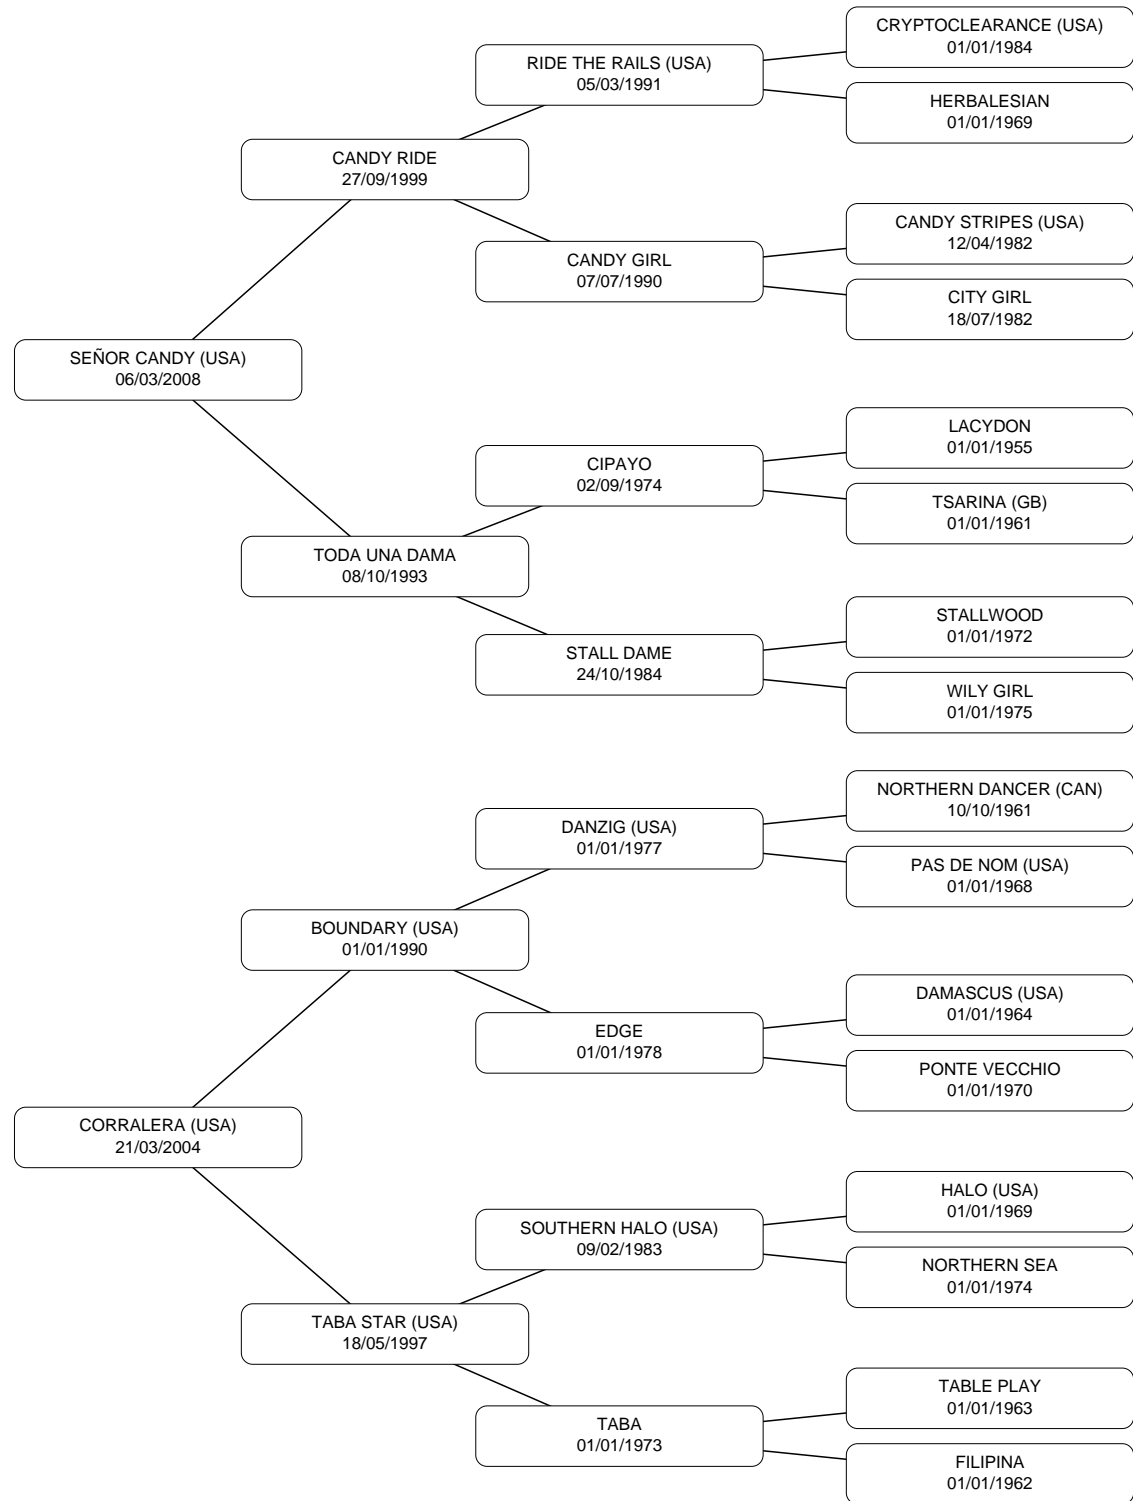 CRYPTOCLEARANCE (USA)
01/01/1984
RIDE THE RAILS (USA)
05/03/1991
HERBALESIAN
01/01/1969
CANDY RIDE
27/09/1999
CANDY STRIPES (USA)
12/04/1982
CANDY GIRL
07/07/1990
CITY GIRL
18/07/1982
SEÑOR CANDY (USA)
06/03/2008
LACYDON
01/01/1955
CIPAYO
02/09/1974
TSARINA (GB)
01/01/1961
TODA UNA DAMA
08/10/1993
STALLWOOD
01/01/1972
STALL DAME
24/10/1984
WILY GIRL
01/01/1975
NORTHERN DANCER (CAN)
10/10/1961
DANZIG (USA)
01/01/1977
PAS DE NOM (USA)
01/01/1968
BOUNDARY (USA)
01/01/1990
DAMASCUS (USA)
01/01/1964
EDGE
01/01/1978
PONTE VECCHIO
01/01/1970
CORRALERA (USA)
21/03/2004
HALO (USA)
01/01/1969
SOUTHERN HALO (USA)
09/02/1983
NORTHERN SEA
01/01/1974
TABA STAR (USA)
18/05/1997
TABLE PLAY
01/01/1963
TABA
01/01/1973
FILIPINA
01/01/1962